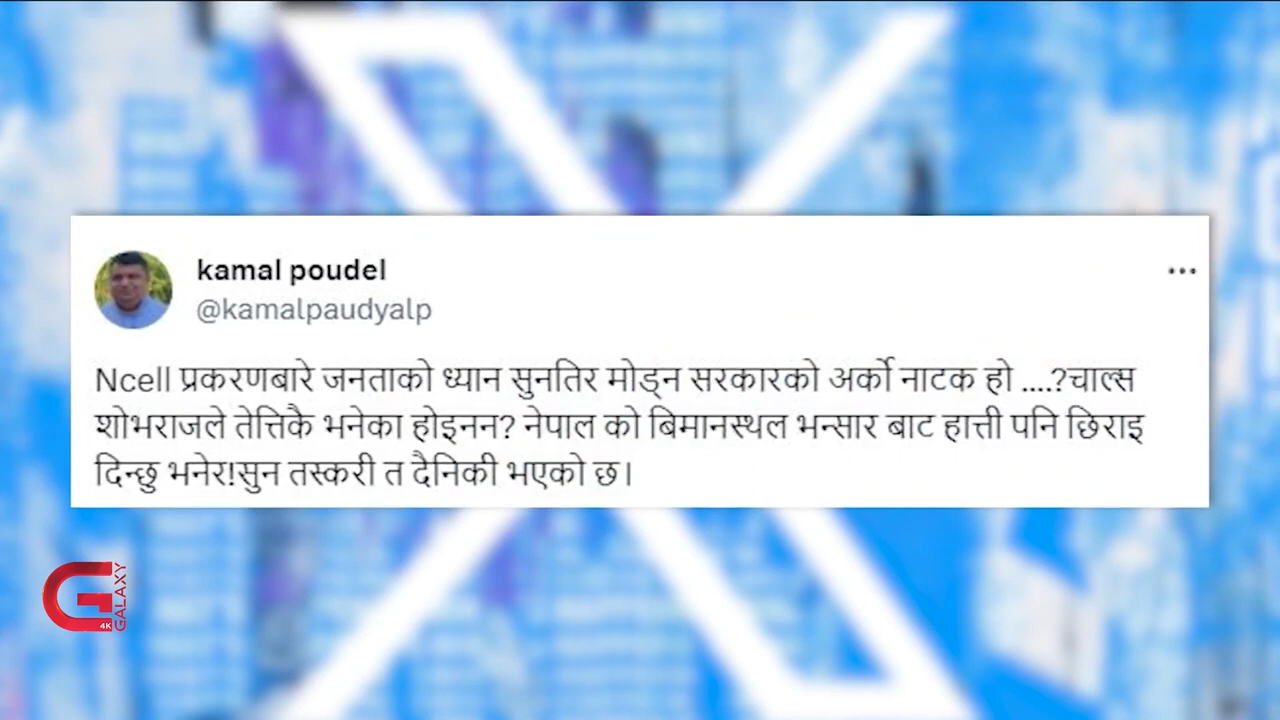 kamal poudel
@kamalpaudyalp
Ncell प्रकरणबारे जनताको ध्यान सुनतिर मोड्न सरकारको अर्को नाटक हो ....?चाल्स
शोभराजले तेत्तिकै भनेका होइनन? नेपाल को बिमानस्थल भन्सार बाट हात्ती पनि छिराइ
दिन्छु भनेर!सुन तस्करी त दैनिकी भएको छ।
4K
GALAXY